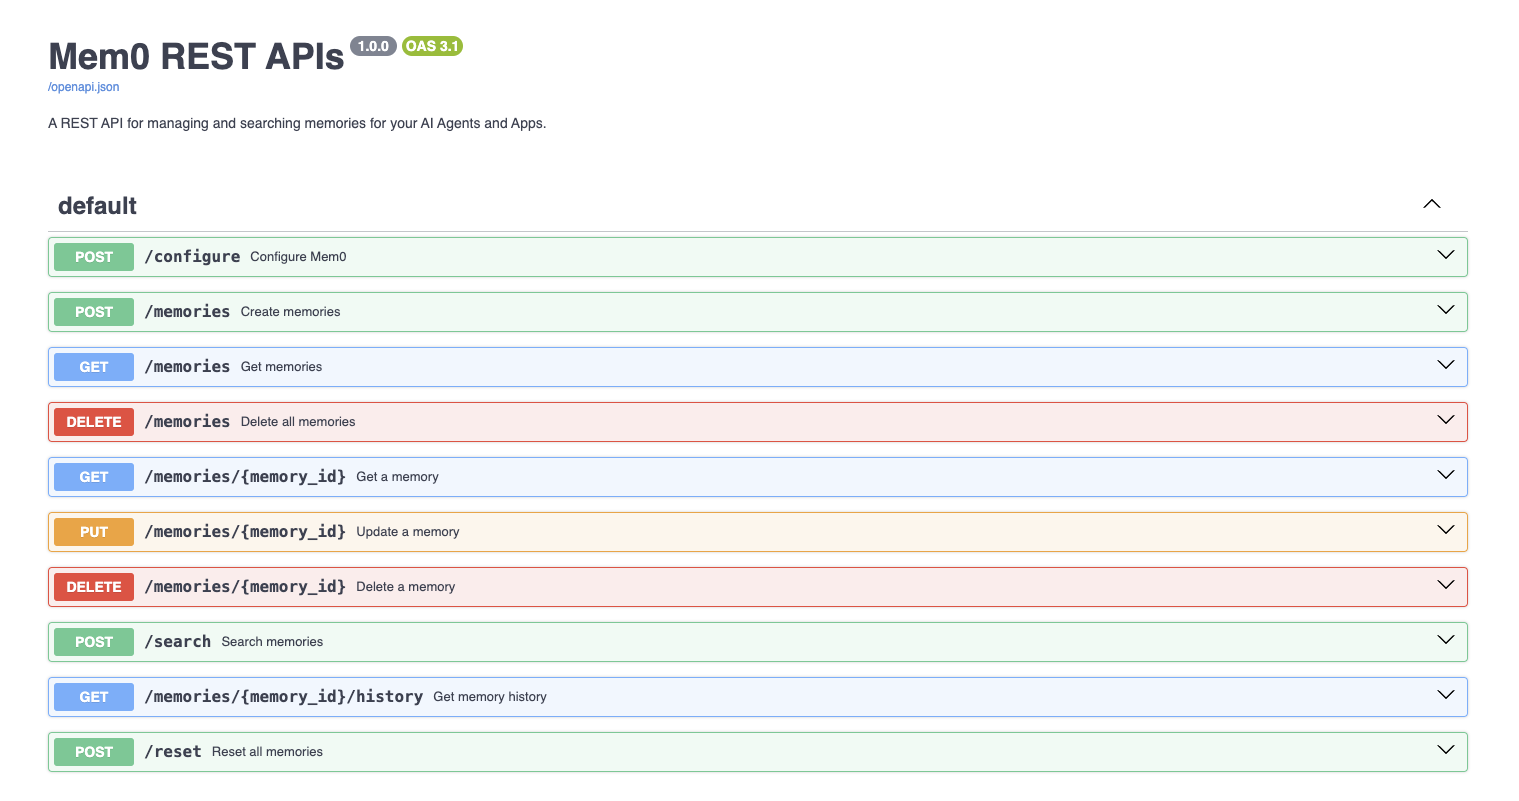 Mem0 REST APIs 1.0.0 OAS 3.1
/openapi.json
A REST API for managing and searching memories for your AI Agents and Apps.
default
POST /configure Configure Mem0
POST /memories Create memories
GET /memories Get memories
DELETE /memories Delete all memories
GET /memories/{memory_id} Get a memory
PUT /memories/{memory_id} Update a memory
DELETE /memories/{memory_id} Delete a memory
POST /search Search memories
GET /memories/{memory_id}/history Get memory history
POST /reset Reset all memories